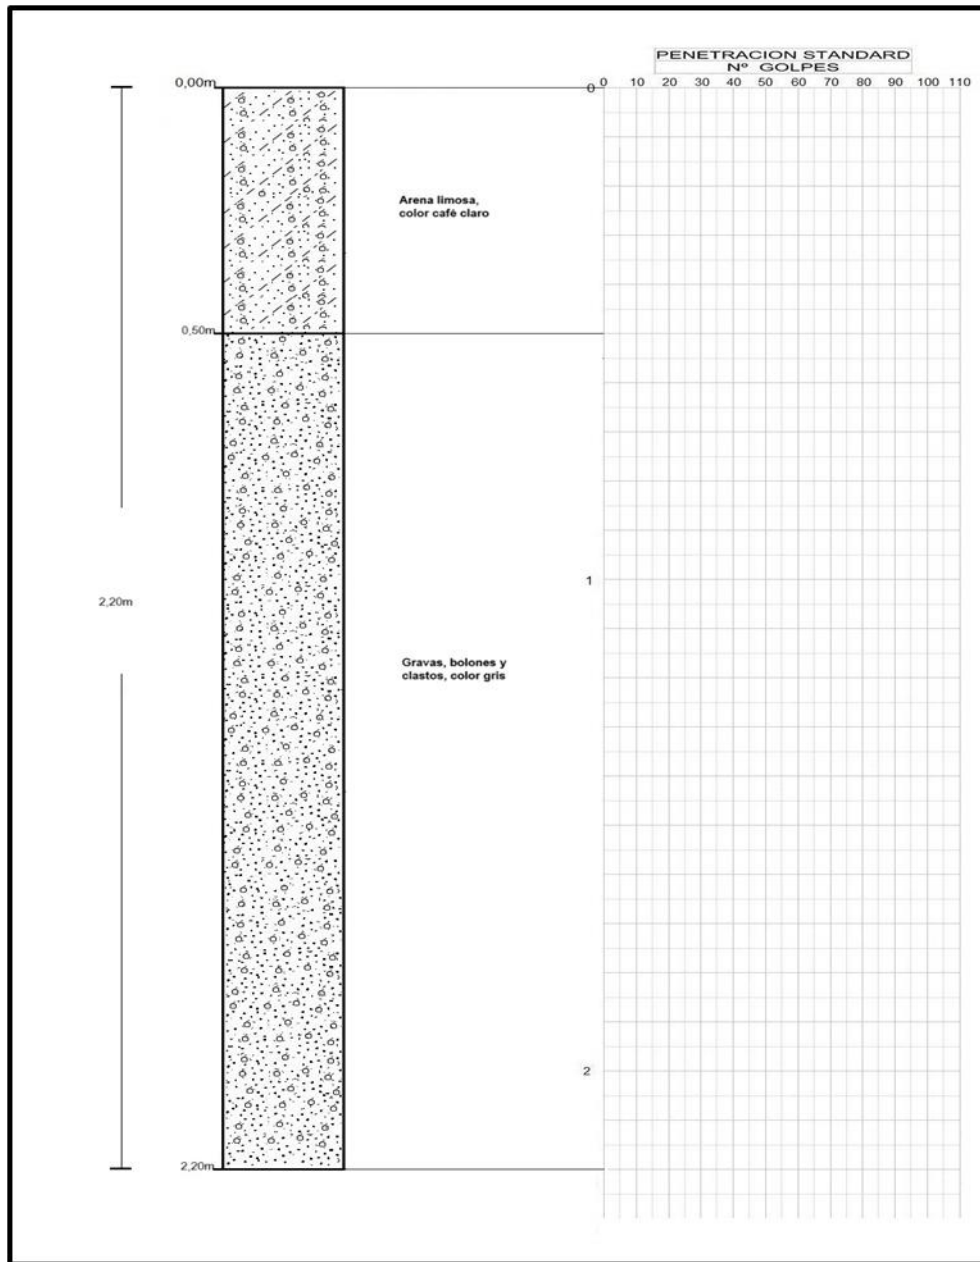 PENETRACION STANDARD
Nº GOLPES
0 10 20 30 40 50 60 70 80 90 100 110
0,00m
0
Arena limosa,
color café claro
0,50m
1
2,20m
Gravas, bolones y
clastos, color gris
2
2,20m